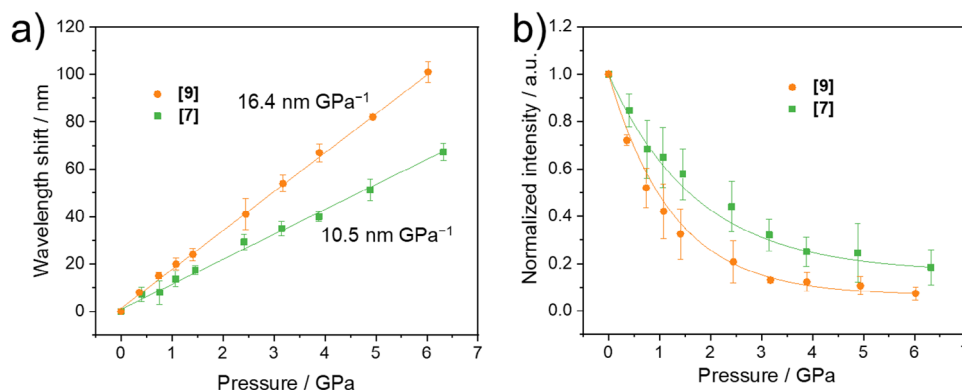 a)
Wavelength shift / nm
120
100
80
60
40
20
0
[9]
[7]
16.4 nm GPa⁻¹
10.5 nm GPa⁻¹
0 1 2 3 4 5 6 7
Pressure / GPa
b)
Normalized intensity / a.u.
1.2
1.0
0.8
0.6
0.4
0.2
0.0
[9]
[7]
0 1 2 3 4 5 6 7
Pressure / GPa